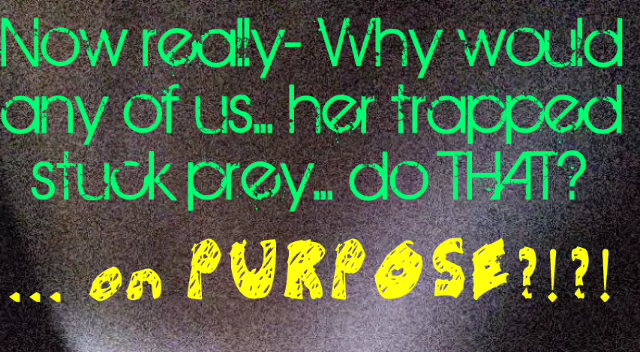 Now really- Why would
any of us... her trapped
stuck prey... do THAT?
... on PURPOSE?!?!